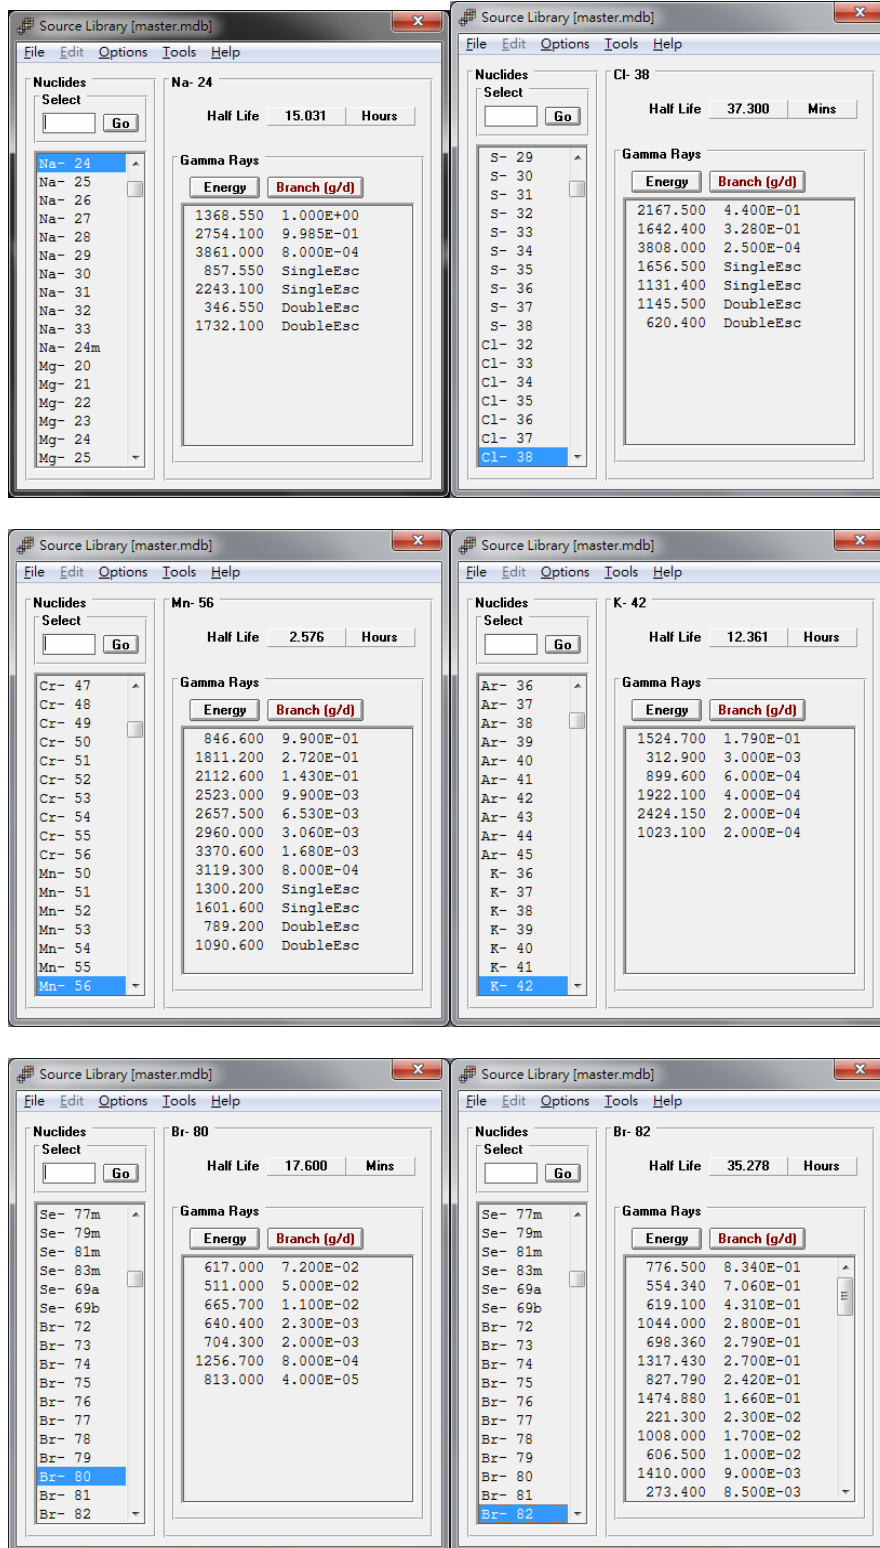 Source Library [master.mdb]
File Edit Options Tools Help
Nuclides
Select
Go
Na- 24
Na- 25
Na- 26
Na- 27
Na- 28
Na- 29
Na- 30
Na- 31
Na- 32
Na- 33
Na- 24m
Mg- 20
Mg- 21
Mg- 22
Mg- 23
Mg- 24
Mg- 25
Na- 24
Half Life 15.031 Hours
Gamma Rays
Energy Branch (g/d)
1368.550 1.000E+00
2754.100 9.985E-01
3861.000 8.000E-04
857.550 SingleEsc
2243.100 SingleEsc
346.550 DoubleEsc
1732.100 DoubleEsc
Source Library [master.mdb]
File Edit Options Tools Help
Nuclides
Select
Go
S- 29
S- 30
S- 31
S- 32
S- 33
S- 34
S- 35
S- 36
S- 37
S- 38
Cl- 32
Cl- 33
Cl- 34
Cl- 35
Cl- 36
Cl- 37
Cl- 38
Cl- 38
Half Life 37.300 Mins
Gamma Rays
Energy Branch (g/d)
2167.500 4.400E-01
1642.400 3.280E-01
3808.000 2.500E-04
1656.500 SingleEsc
1131.400 SingleEsc
1145.500 DoubleEsc
620.400 DoubleEsc
Source Library [master.mdb]
File Edit Options Tools Help
Nuclides
Select
Go
Cr- 47
Cr- 48
Cr- 49
Cr- 50
Cr- 51
Cr- 52
Cr- 53
Cr- 54
Cr- 55
Cr- 56
Mn- 50
Mn- 51
Mn- 52
Mn- 53
Mn- 54
Mn- 55
Mn- 56
Mn- 56
Half Life 2.576 Hours
Gamma Rays
Energy Branch (g/d)
846.600 9.900E-01
1811.200 2.720E-01
2112.600 1.430E-01
2523.000 9.900E-03
2657.500 6.530E-03
2960.000 3.060E-03
3370.600 1.680E-03
3119.300 8.000E-04
1300.200 SingleEsc
1601.600 SingleEsc
789.200 DoubleEsc
1090.600 DoubleEsc
Source Library [master.mdb]
File Edit Options Tools Help
Nuclides
Select
Go
Ar- 36
Ar- 37
Ar- 38
Ar- 39
Ar- 40
Ar- 41
Ar- 42
Ar- 43
Ar- 44
Ar- 45
K- 36
K- 37
K- 38
K- 39
K- 40
K- 41
K- 42
K- 42
Half Life 12.361 Hours
Gamma Rays
Energy Branch (g/d)
1524.700 1.790E-01
312.900 3.000E-03
899.600 6.000E-04
1922.100 4.000E-04
2424.150 2.000E-04
1023.100 2.000E-04
Source Library [master.mdb]
File Edit Options Tools Help
Nuclides
Select
Go
Se- 77m
Se- 79m
Se- 81m
Se- 83m
Se- 69a
Se- 69b
Br- 72
Br- 73
Br- 74
Br- 75
Br- 76
Br- 77
Br- 78
Br- 79
Br- 80
Br- 81
Br- 82
Br- 80
Half Life 17.600 Mins
Gamma Rays
Energy Branch (g/d)
617.000 7.200E-02
511.000 5.000E-02
665.700 1.100E-02
640.400 2.300E-03
704.300 2.000E-03
1256.700 8.000E-04
813.000 4.000E-05
Source Library [master.mdb]
File Edit Options Tools Help
Nuclides
Select
Go
Se- 77m
Se- 79m
Se- 81m
Se- 83m
Se- 69a
Se- 69b
Br- 72
Br- 73
Br- 74
Br- 75
Br- 76
Br- 77
Br- 78
Br- 79
Br- 80
Br- 81
Br- 82
Br- 82
Half Life 35.278 Hours
Gamma Rays
Energy Branch (g/d)
776.500 8.340E-01
554.340 7.060E-01
619.100 4.310E-01
1044.000 2.800E-01
698.360 2.790E-01
1317.430 2.700E-01
827.790 2.420E-01
1474.880 1.660E-01
221.300 2.300E-02
1008.000 1.700E-02
606.500 1.000E-02
1410.000 9.000E-03
273.400 8.500E-03